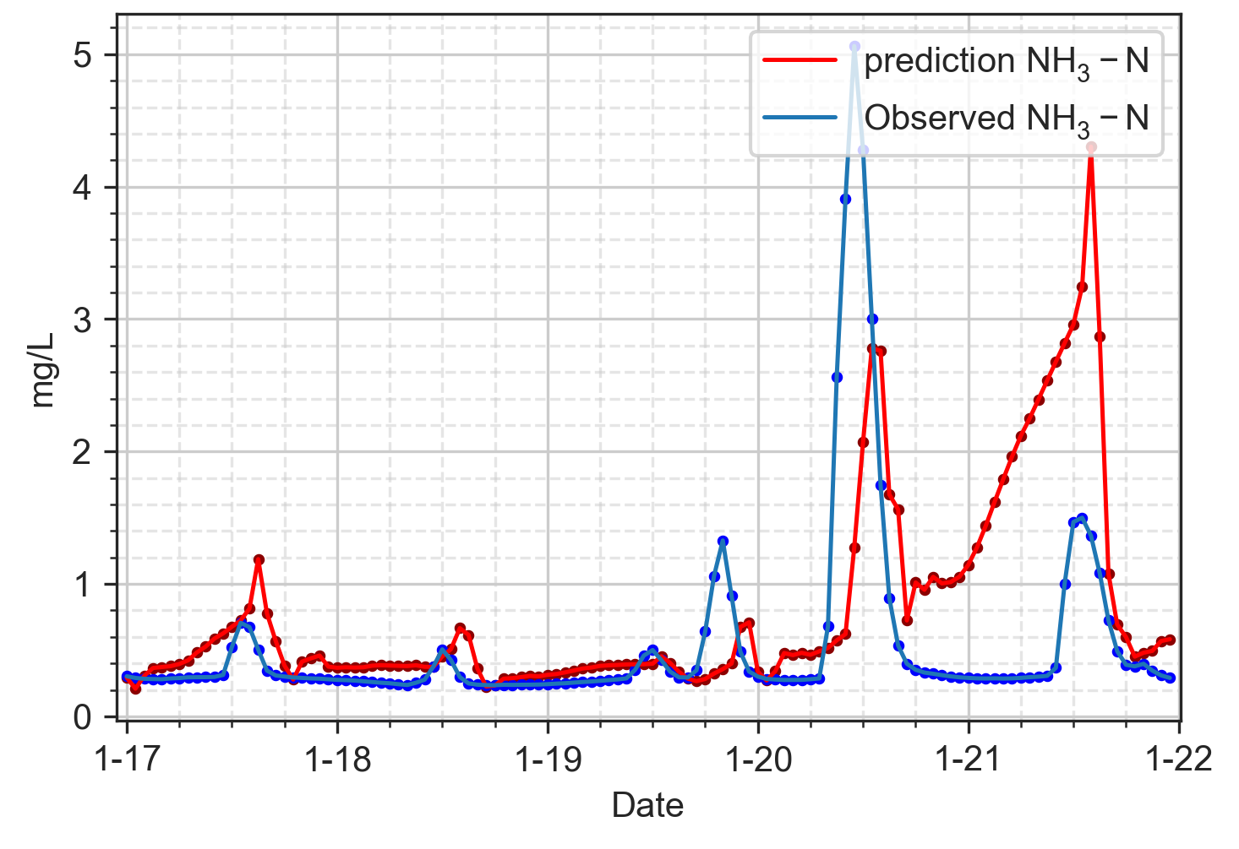 prediction NH₃ − N
Observed NH₃ − N
5
4
3
2
1
0
mg/L
1-17 1-18 1-19 1-20 1-21 1-22
Date